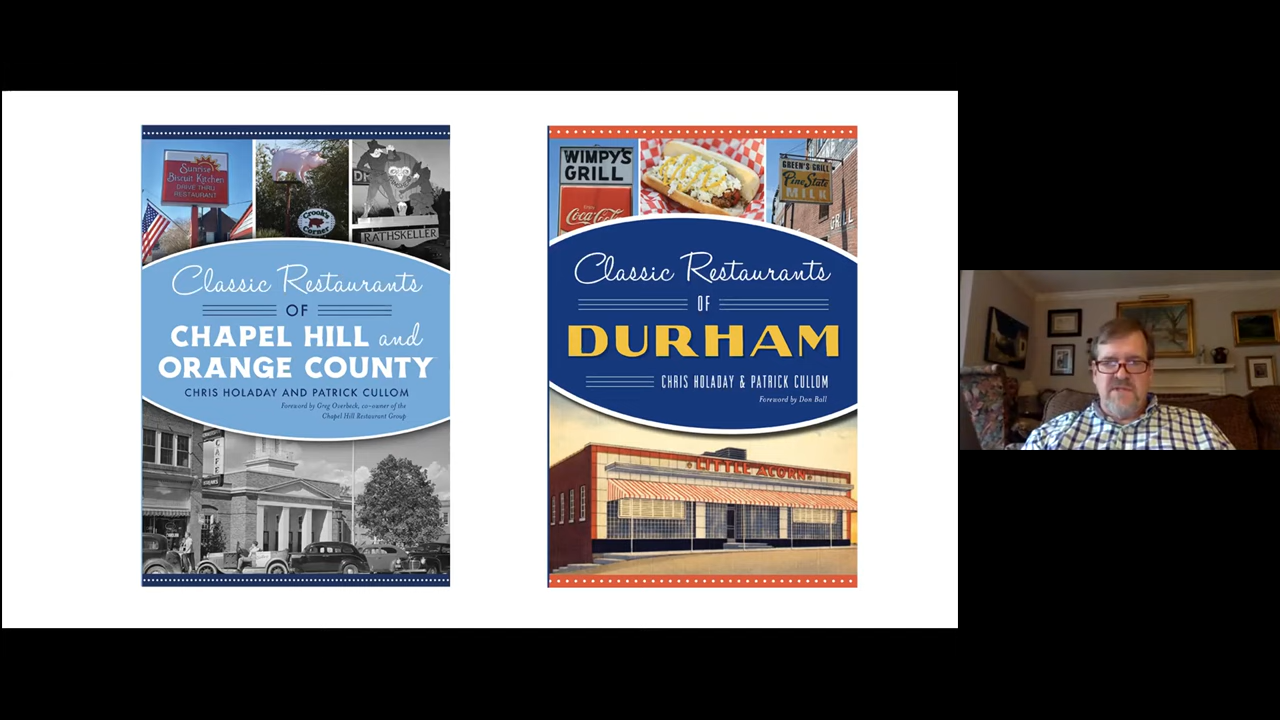 Sunrise
Biscuit Kitchen
DRIVE-THRU
RESTAURANT
Crook's
Corner
RATHSKELLER
Classic Restaurants
OF
CHAPEL HILL and
ORANGE COUNTY
CHRIS HOLADAY AND PATRICK CULLOM
Foreword by Greg Overbeck, co-owner of the
Chapel Hill Restaurant Group
CAFE
WIMPY'S
GRILL
Coca-Cola
GREEN'S GRILL
Pine State
MILK
GRILL
Classic Restaurants
OF
DURHAM
CHRIS HOLADAY & PATRICK CULLOM
Foreword by Don Ball
LITTLE ACORN